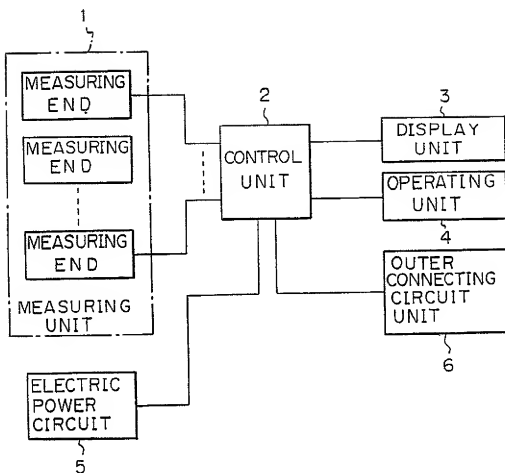 1
MEASURING
END
MEASURING
END
MEASURING
END
MEASURING
UNIT
2
CONTROL
UNIT
3
DISPLAY
UNIT
OPERATING
UNIT
4
OUTER
CONNECTING
CIRCUIT
UNIT
6
ELECTRIC
POWER
CIRCUIT
5